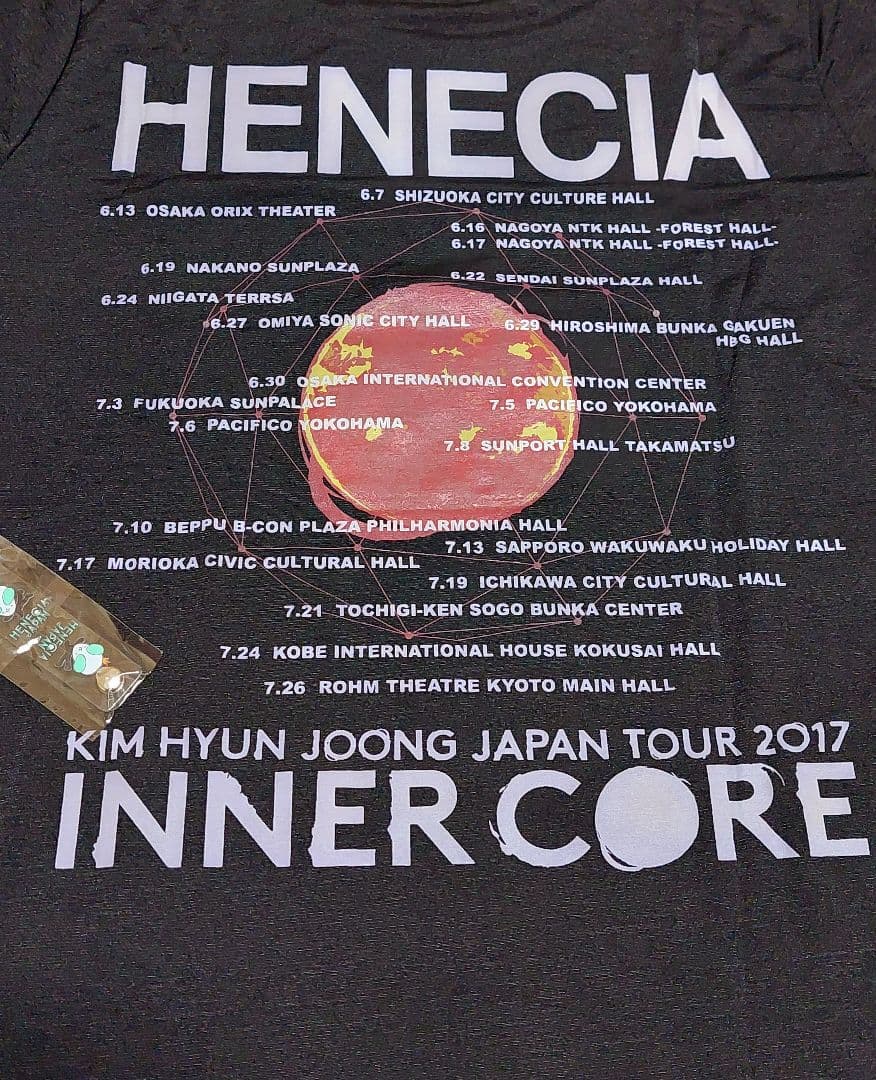 HENECIA
6.7 SHIZUOKA CITY CULTURE HALL
6.13 OSAKA ORIX THEATER
6.16 NAGOYA NTK HALL -FOREST HALL-
6.17 NAGOYA NTK HALL -FOREST HALL-
6.19 NAKANO SUNPLAZA
6.22 SENDAI SUNPLAZA HALL
6.24 NIIGATA TERRSA
6.27 OMIYA SONIC CITY HALL
6.29 HIROSHIMA BUNKA GAKUEN
HBG HALL
6.30 OSAKA INTERNATIONAL CONVENTION CENTER
7.3 FUKUOKA SUNPALACE
7.5 PACIFICO YOKOHAMA
7.6 PACIFICO YOKOHAMA
7.8 SUNPORT HALL TAKAMATSU
7.10 BEPPU B-CON PLAZA PHILHARMONIA HALL
7.13 SAPPORO WAKUWAKU HOLIDAY HALL
7.17 MORIOKA CIVIC CULTURAL HALL
7.19 ICHIKAWA CITY CULTURAL HALL
7.21 TOCHIGI-KEN SOGO BUNKA CENTER
7.24 KOBE INTERNATIONAL HOUSE KOKUSAI HALL
7.26 ROHM THEATRE KYOTO MAIN HALL
HENECIA
JAPAN
HENECIA
JAPAN
KIM HYUN JOONG JAPAN TOUR 2017
INNER CORE